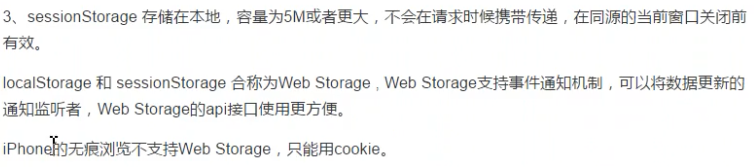 3、sessionStorage 存储在本地，容量为5M或者更大，不会在请求时候携带传递，在同源的当前窗口关闭前
有效。
localStorage 和 sessionStorage 合称为Web Storage , Web Storage支持事件通知机制，可以将数据更新的
通知监听者，Web Storage的api接口使用更方便。
iPhone的无痕浏览不支持Web Storage，只能用cookie。